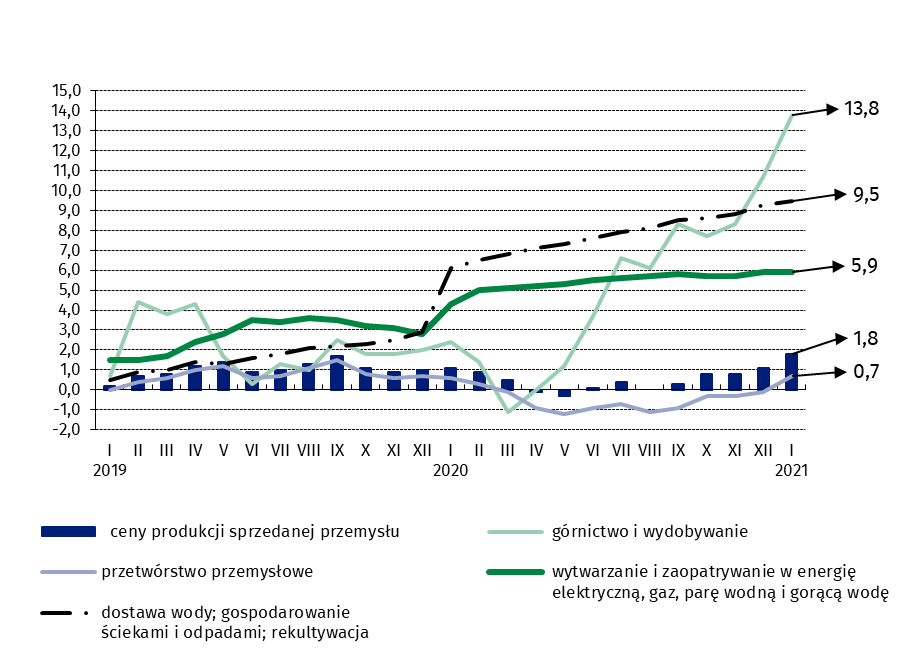 15,0
14,0
13,0
12,0
11,0
10,0
9,0
8,0
7,0
6,0
5,0
4,0
3,0
2,0
1,0
0,0
-1,0
-2,0
13,8
9,5
5,9
1,8
0,7
I II III IV V VI VII VIII IX X XI XII I II III IV V VI VII VIII IX X XI XII I
2019 2020 2021
ceny produkcji sprzedanej przemysłu
górnictwo i wydobywanie
przetwórstwo przemysłowe
wytwarzanie i zaopatrywanie w energię
elektryczną, gaz, parę wodną i gorącą wodę
dostawa wody; gospodarowanie
ściekami i odpadami; rekultywacja